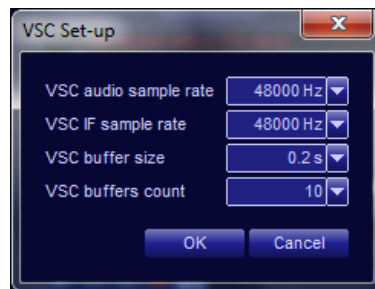 VSC Set-up
VSC audio sample rate 48000 Hz
VSC IF sample rate 48000 Hz
VSC buffer size 0.2 s
VSC buffers count 10
OK Cancel